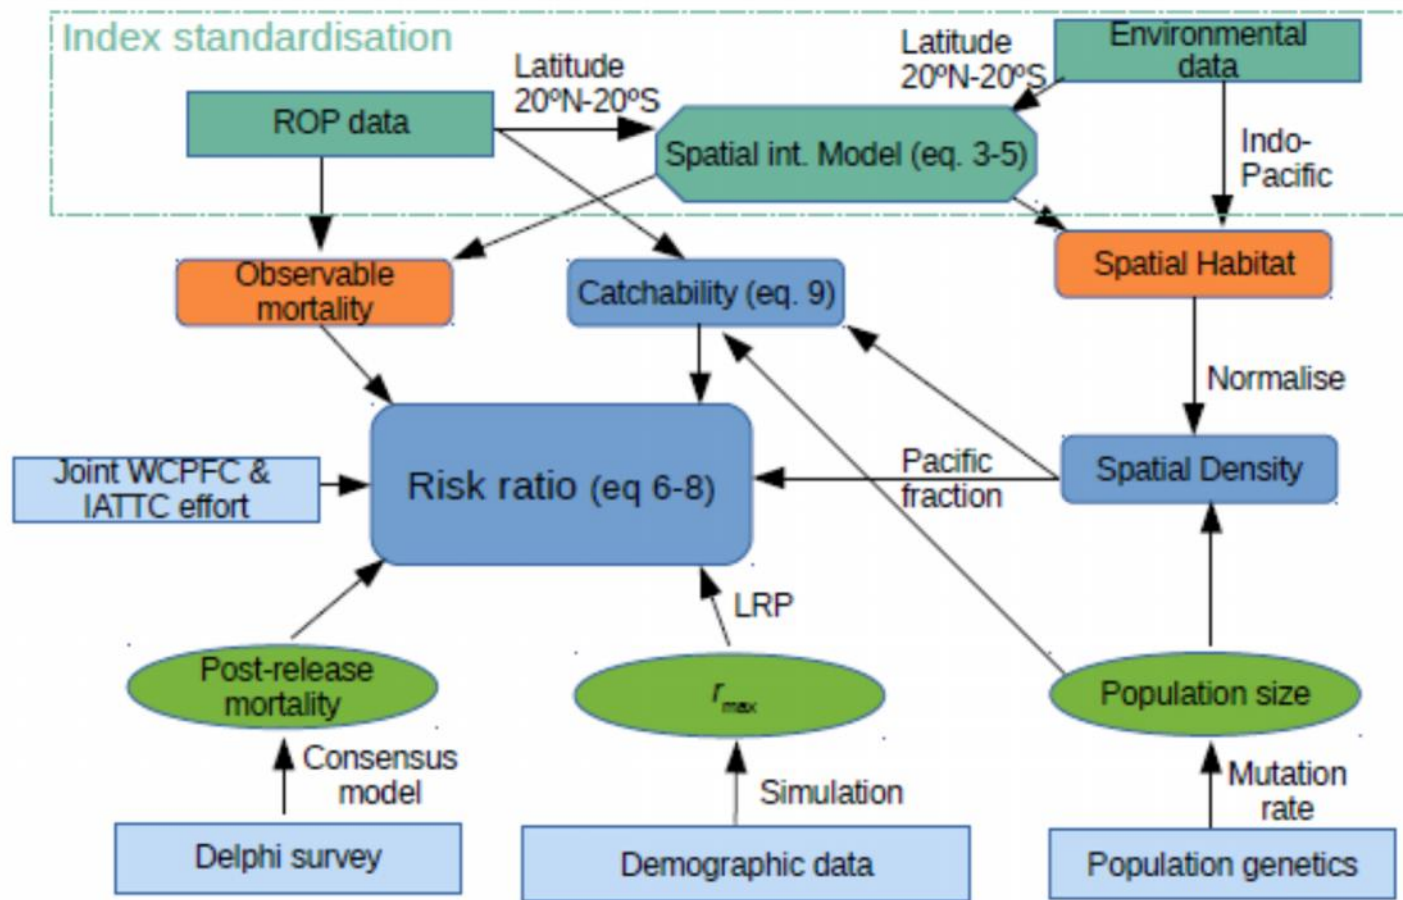 Index standardisation
Latitude
20ºN-20ºS
Latitude
20ºN-20ºS
Environmental
data
ROP data
Spatial int. Model (eq. 3-5)
Indo-
Pacific
Observable
mortality
Catchability (eq. 9)
Spatial Habitat
Normalise
Joint WCPFC &
IATTC effort
Risk ratio (eq 6-8)
Pacific
fraction
Spatial Density
LRP
Post-release
mortality
rmax
Population size
Consensus
model
Simulation
Mutation
rate
Delphi survey
Demographic data
Population genetics